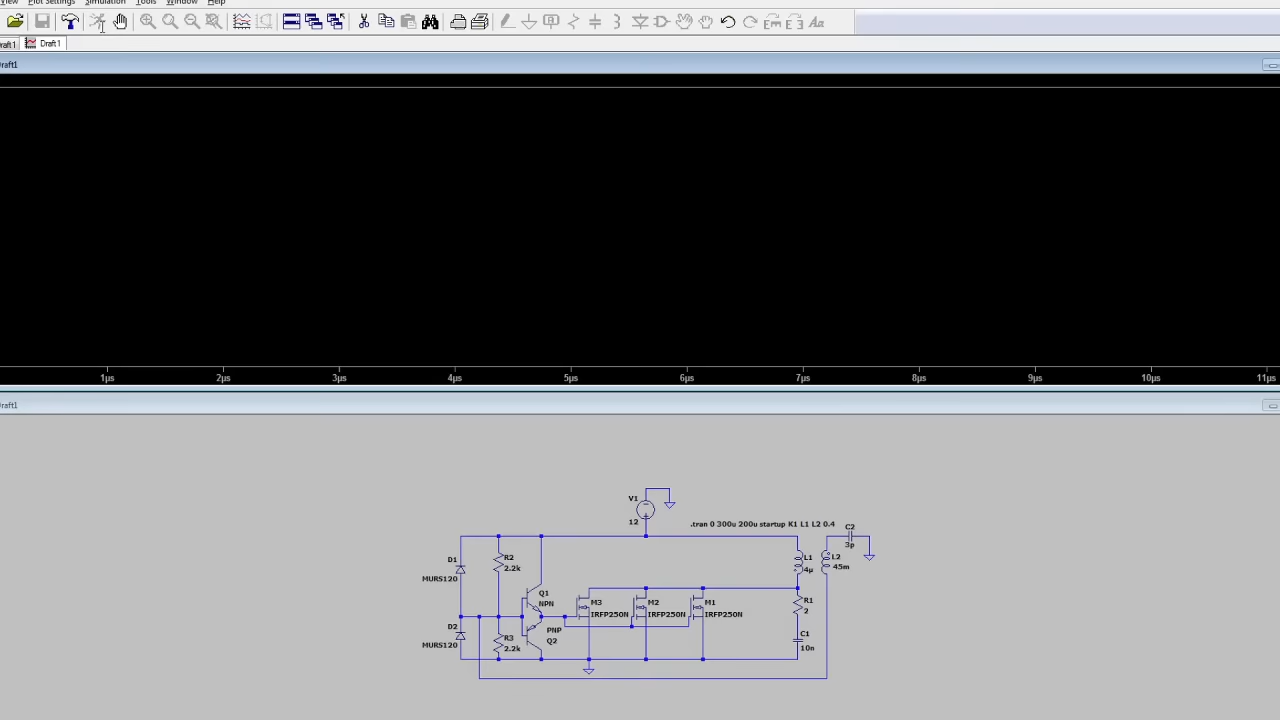 View Plot Settings Simulation Tools Window Help
Draft1 Draft1
Draft1
1µs 2µs 3µs 4µs 5µs 6µs 7µs 8µs 9µs 10µs 11µs
Draft1
V1
12
.tran 0 300u 200u startup K1 L1 L2 0.4
C2
3p
D1
MURS120
R2
2.2k
L1
4µ
L2
45m
Q1
NPN
M3
IRFP250N
M2
IRFP250N
M1
IRFP250N
R1
2
D2
MURS120
R3
2.2k
PNP
Q2
C1
10n